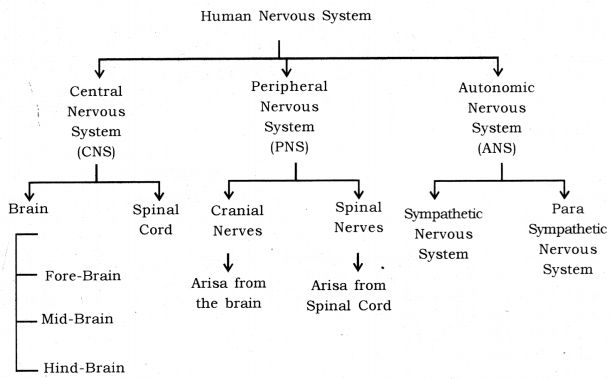 Human Nervous System
Central
Nervous
System
(CNS)
Peripheral
Nervous
System
(PNS)
Autonomic
Nervous
System
(ANS)
Brain
Spinal
Cord
Cranial
Nerves
Spinal
Nerves
Sympathetic
Nervous
System
Para
Sympathetic
Nervous
System
Arisa from
the brain
Arisa from
Spinal Cord
Fore-Brain
Mid-Brain
Hind-Brain